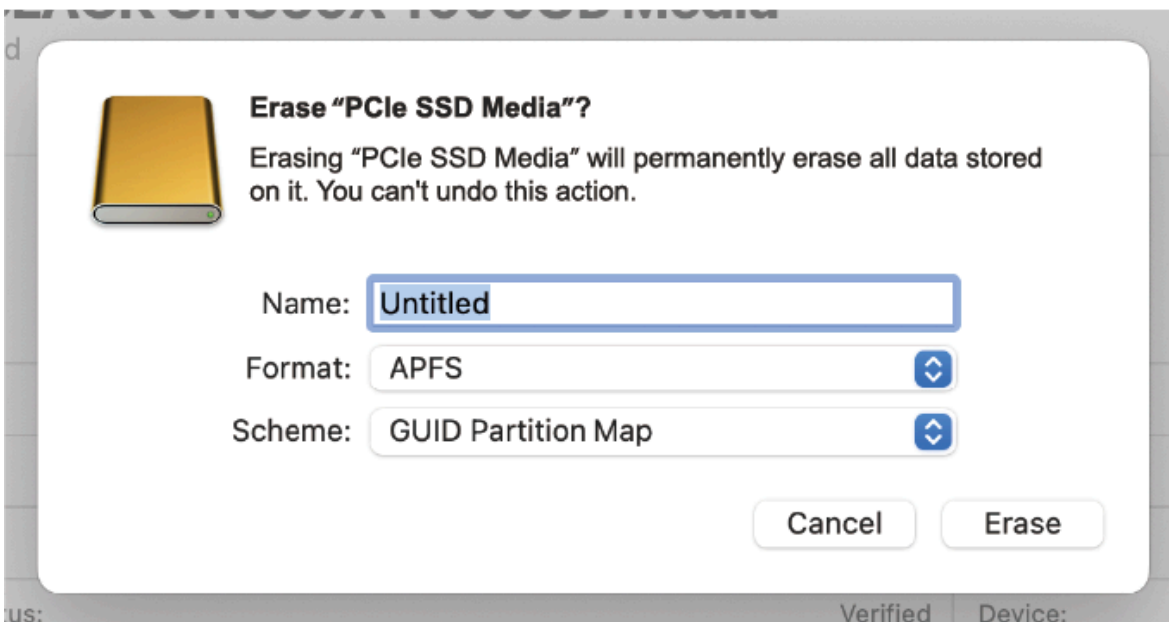 Media
d
Erase “PCIe SSD Media”?
Erasing “PCIe SSD Media” will permanently erase all data stored
on it. You can't undo this action.
Name: Untitled
Format: APFS
Scheme: GUID Partition Map
Cancel Erase
Verified Device: